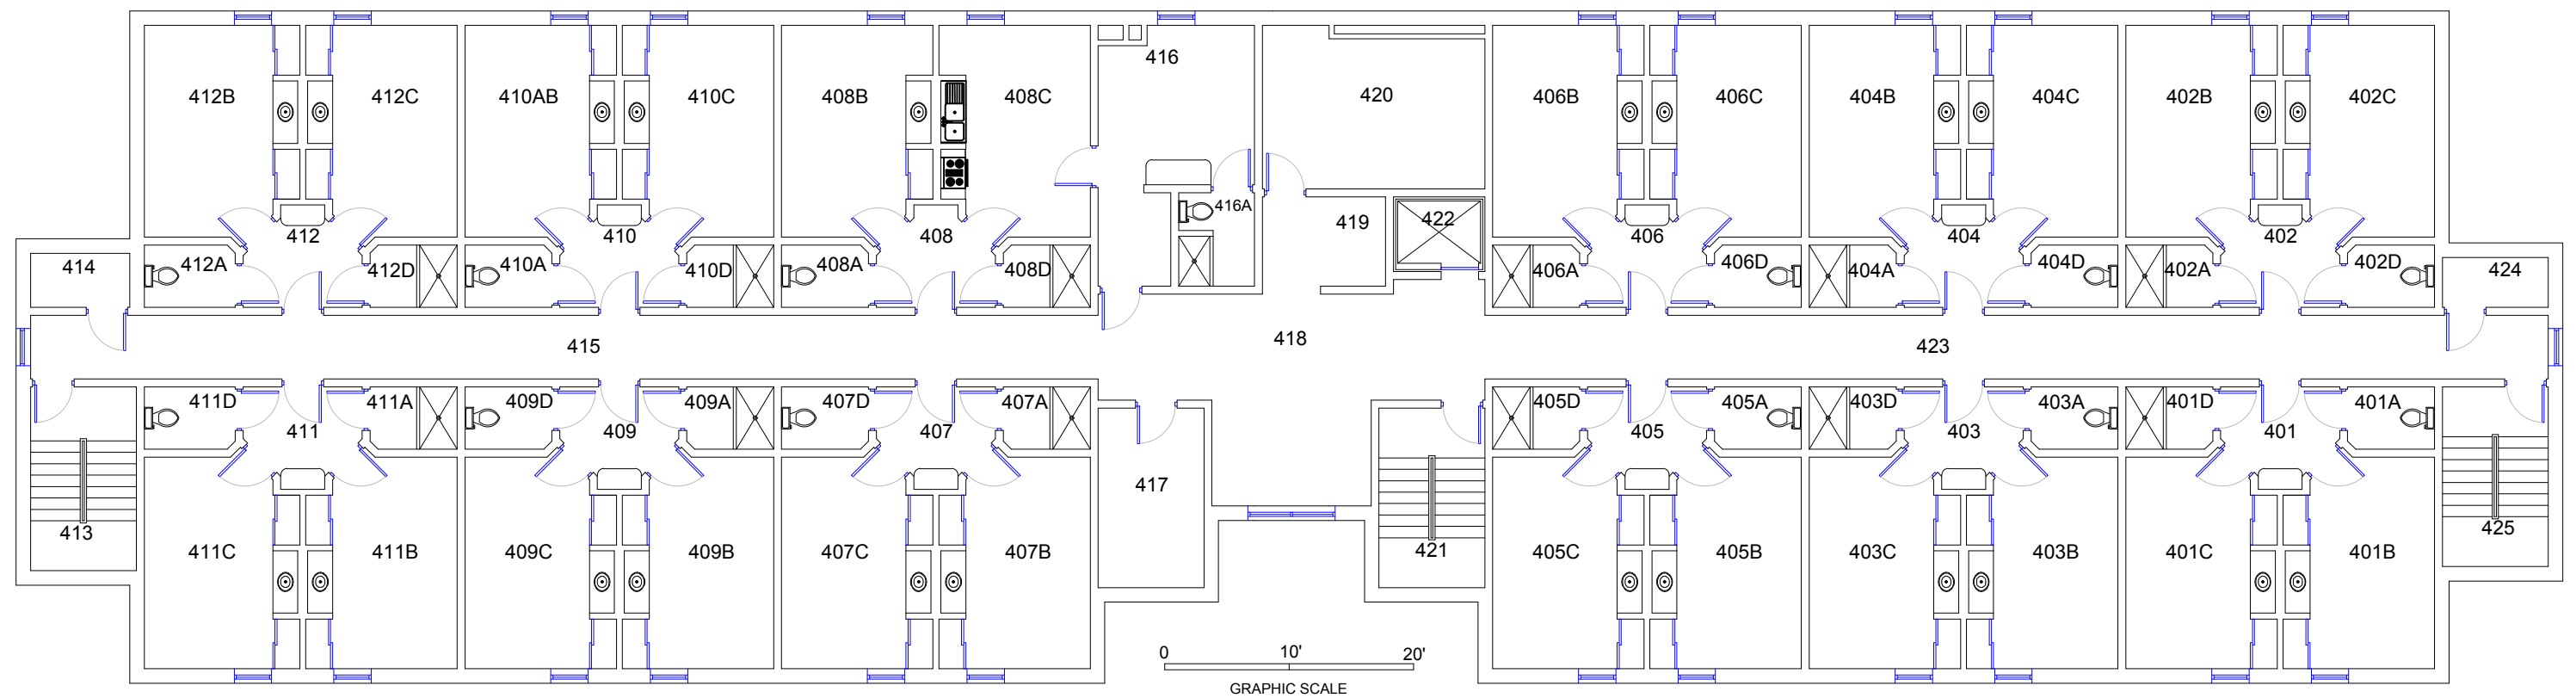 416
412B 412C 410AB 410C 408B 408C 420 406B 406C 404B 404C 402B 402C
416A
422
419
412 410 408 406 404 402
414 412A 412D 410A 410D 408A 408D 406A 406D 404A 404D 402A 402D 424
415 418 423
411D 411A 409D 409A 407D 407A 405D 405A 403D 403A 401D 401A
411 409 407 405 403 401
417
413 425
411C 411B 409C 409B 407C 407B 421 405C 405B 403C 403B 401C 401B
0 10' 20'
GRAPHIC SCALE